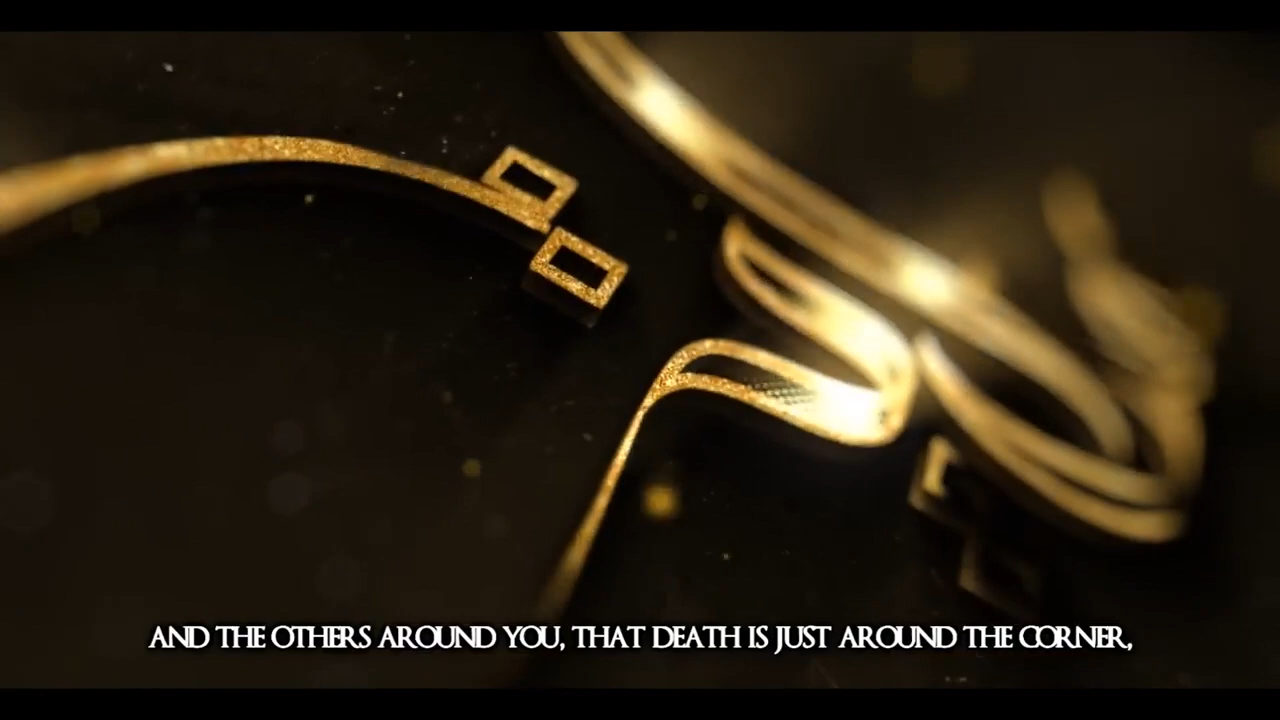 AND THE OTHERS AROUND YOU, THAT DEATH IS JUST AROUND THE CORNER,